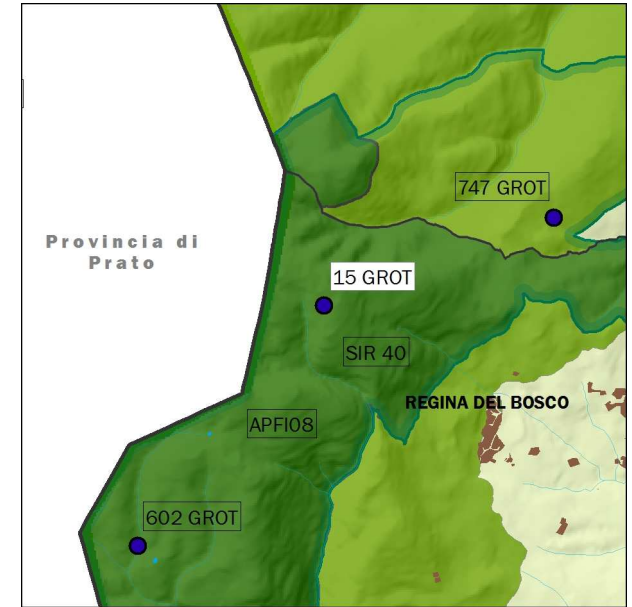 747 GROT
Provincia di
Prato
15 GROT
SIR 40
REGINA DEL BOSCO
APFI08
602 GROT